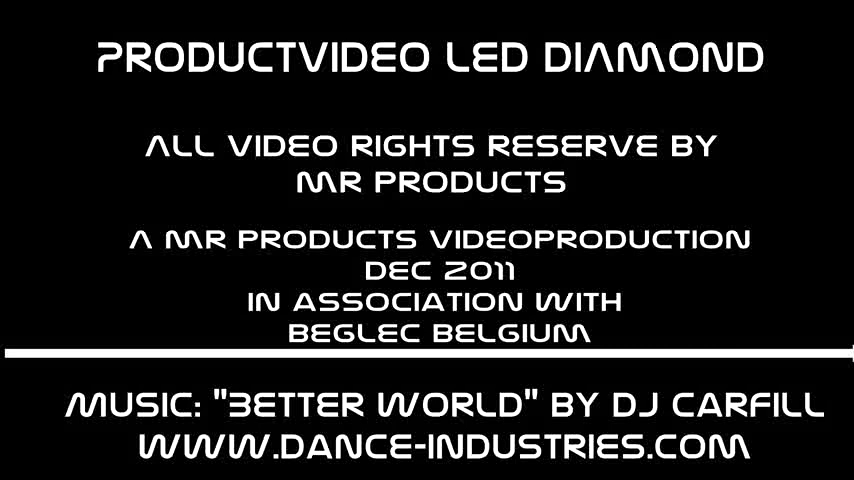 PRODUCTVIDEO LED DIAMOND
ALL VIDEO RIGHTS RESERVE BY
MR PRODUCTS
A MR PRODUCTS VIDEOPRODUCTION
DEC 2011
IN ASSOCIATION WITH
BEGLEC BELGIUM
MUSIC: "BETTER WORLD" BY DJ CARFILL
WWW.DANCE-INDUSTRIES.COM